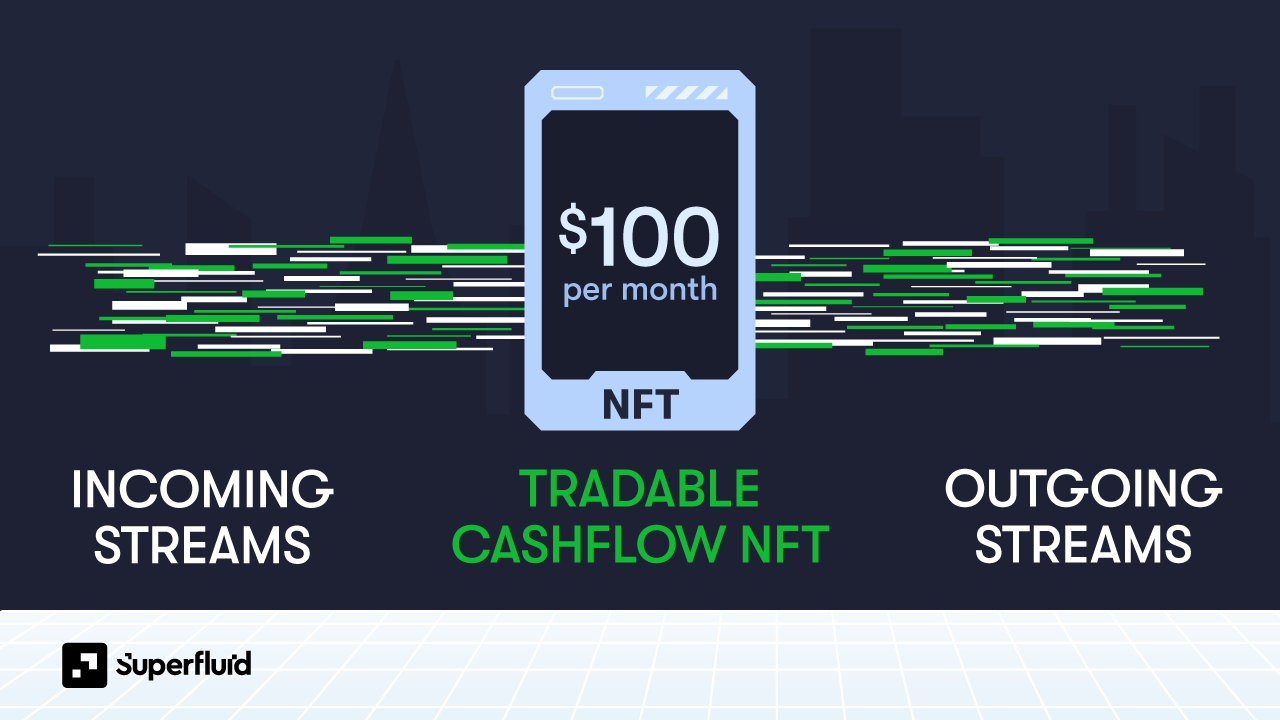 $100
per month
NFT
INCOMING
STREAMS
TRADABLE
CASHFLOW NFT
OUTGOING
STREAMS
Superfluid